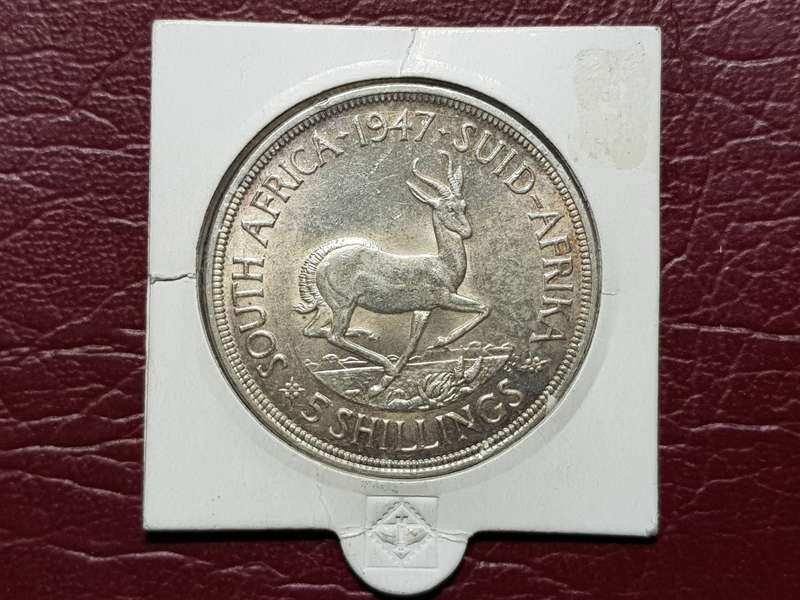 SOUTH AFRICA · 1947 · SUID-AFRIKA
5 SHILLINGS